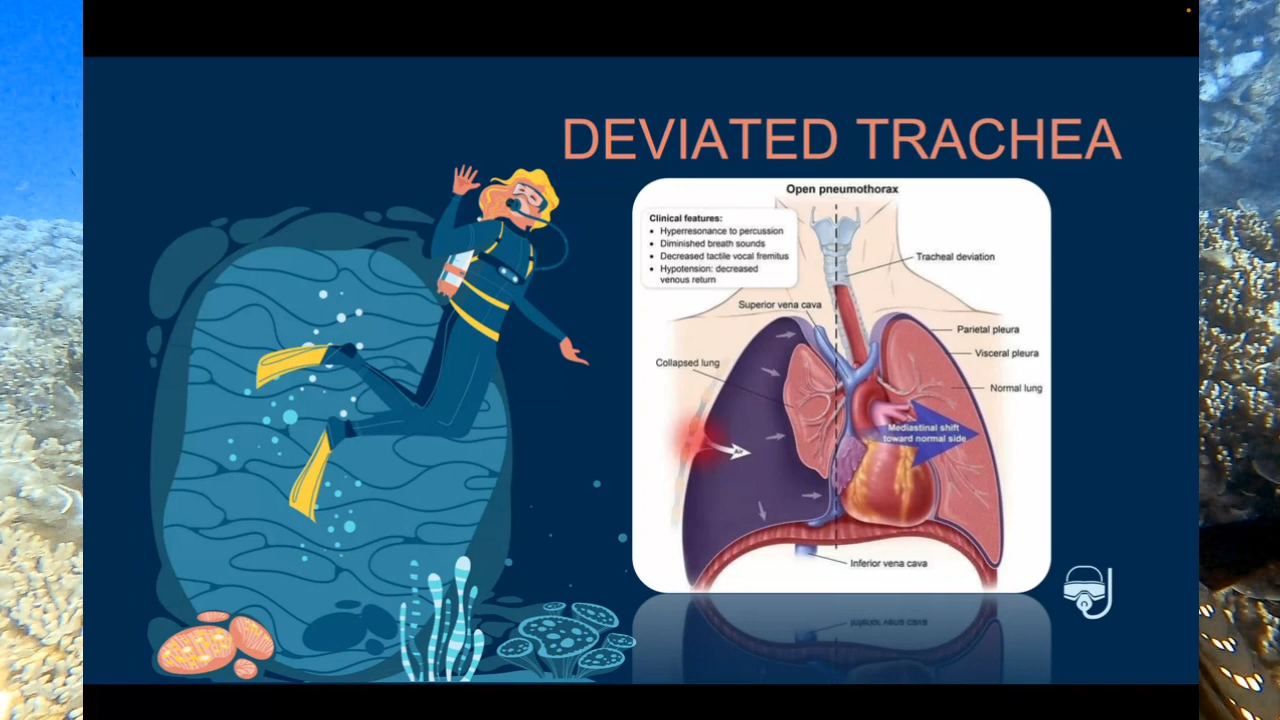 DEVIATED TRACHEA
Open pneumothorax
Clinical features:
• Hyperresonance to percussion
• Diminished breath sounds
• Decreased tactile vocal fremitus
• Hypotension: decreased
venous return
Tracheal deviation
Superior vena cava
Parietal pleura
Visceral pleura
Collapsed lung
Normal lung
Mediastinal shift
toward normal side
Air
Inferior vena cava